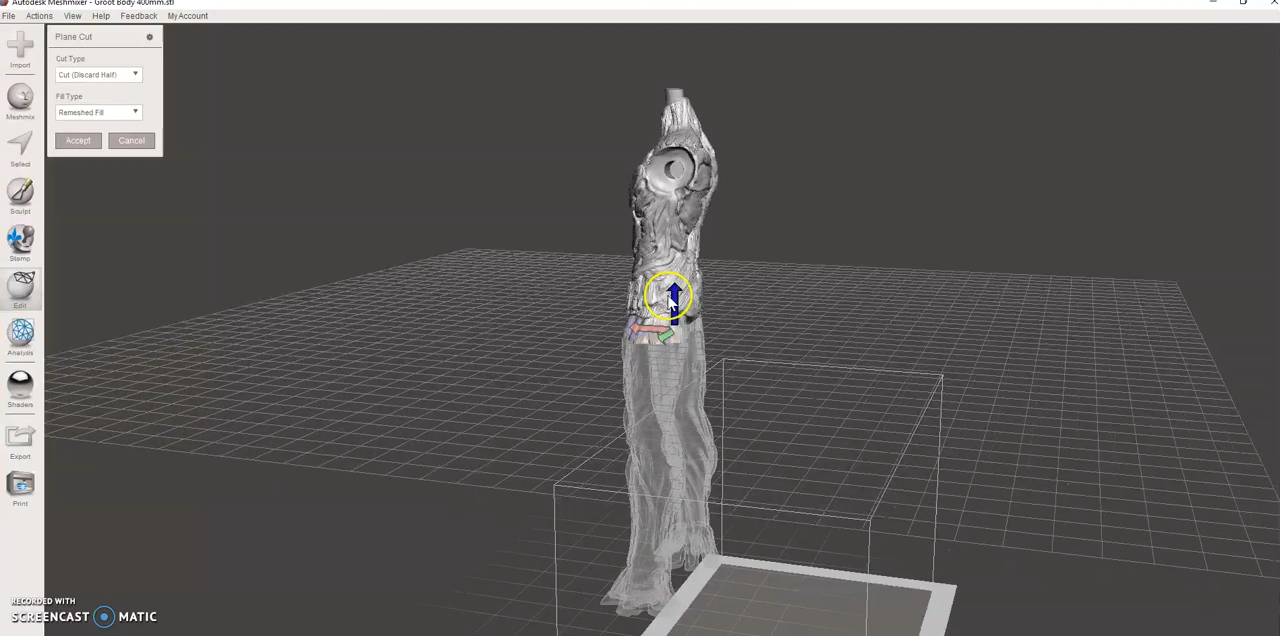 Autodesk Meshmixer - Groot Body 400mm.stl
File Actions View Help Feedback MyAccount
Import
Meshmix
Select
Sculpt
Stamp
Edit
Analysis
Shaders
Export
Print
Plane Cut
Cut Type
Cut (Discard Half)
Fill Type
Remeshed Fill
Accept Cancel
RECORDED WITH
SCREENCAST MATIC